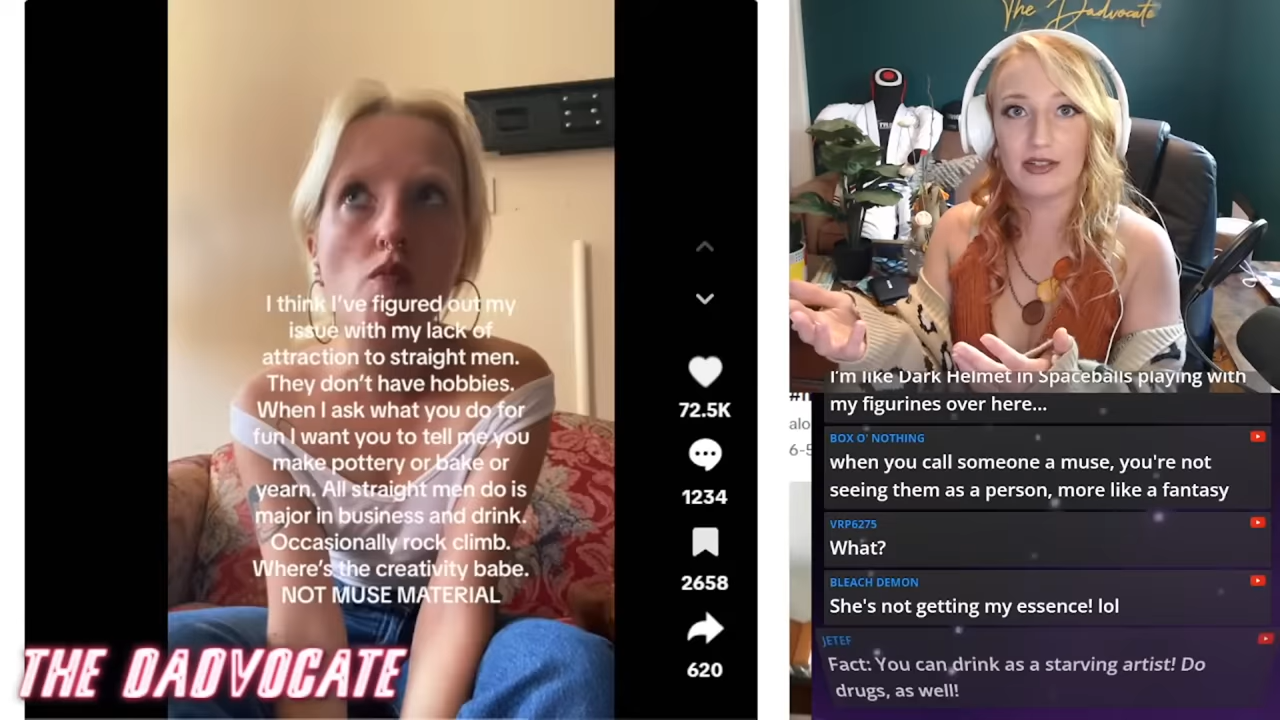 The Dadvocate
I think I've figured out my
issue with my lack of
attraction to straight men.
They don't have hobbies.
When I ask what you do for
fun I want you to tell me you
make pottery or bake or
yearn. All straight men do is
major in business and drink.
Occasionally rock climb.
Where's the creativity babe.
NOT MUSE MATERIAL
72.5K
1234
2658
620
THE DADVOCATE
alo
6-5
I'm like Dark Helmet in Spaceballs playing with
my figurines over here...
BOX O' NOTHING
when you call someone a muse, you're not
seeing them as a person, more like a fantasy
VRP6275
What?
BLEACH DEMON
She's not getting my essence! lol
JETEF
Fact: You can drink as a starving artist! Do
drugs, as well!